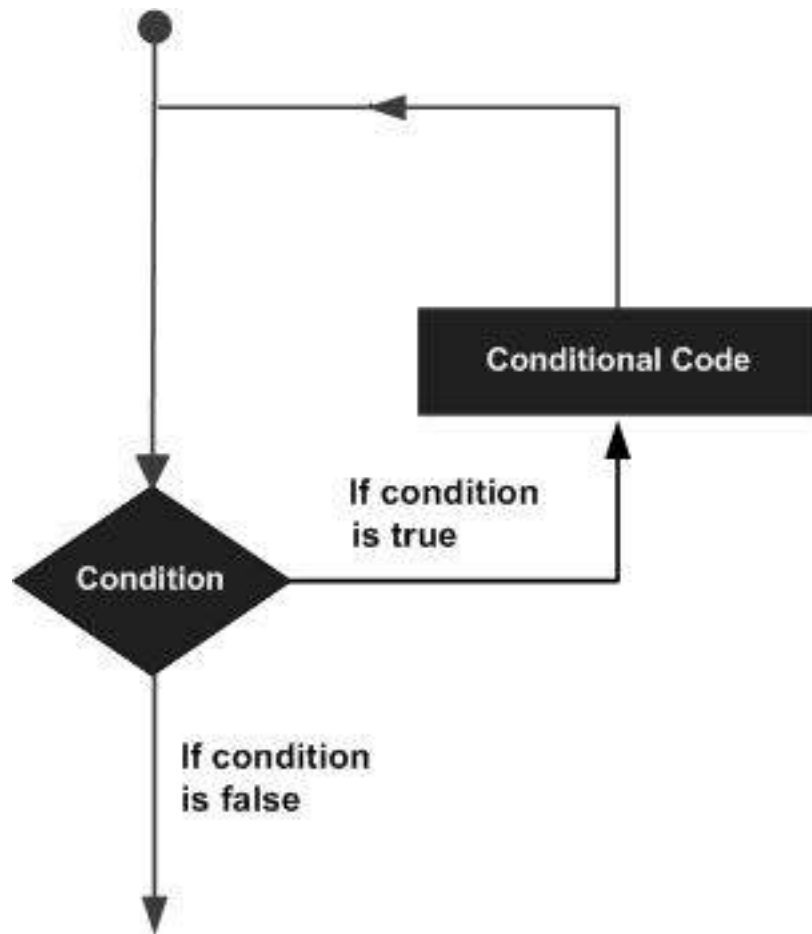 Conditional Code
If condition
is true
Condition
If condition
is false